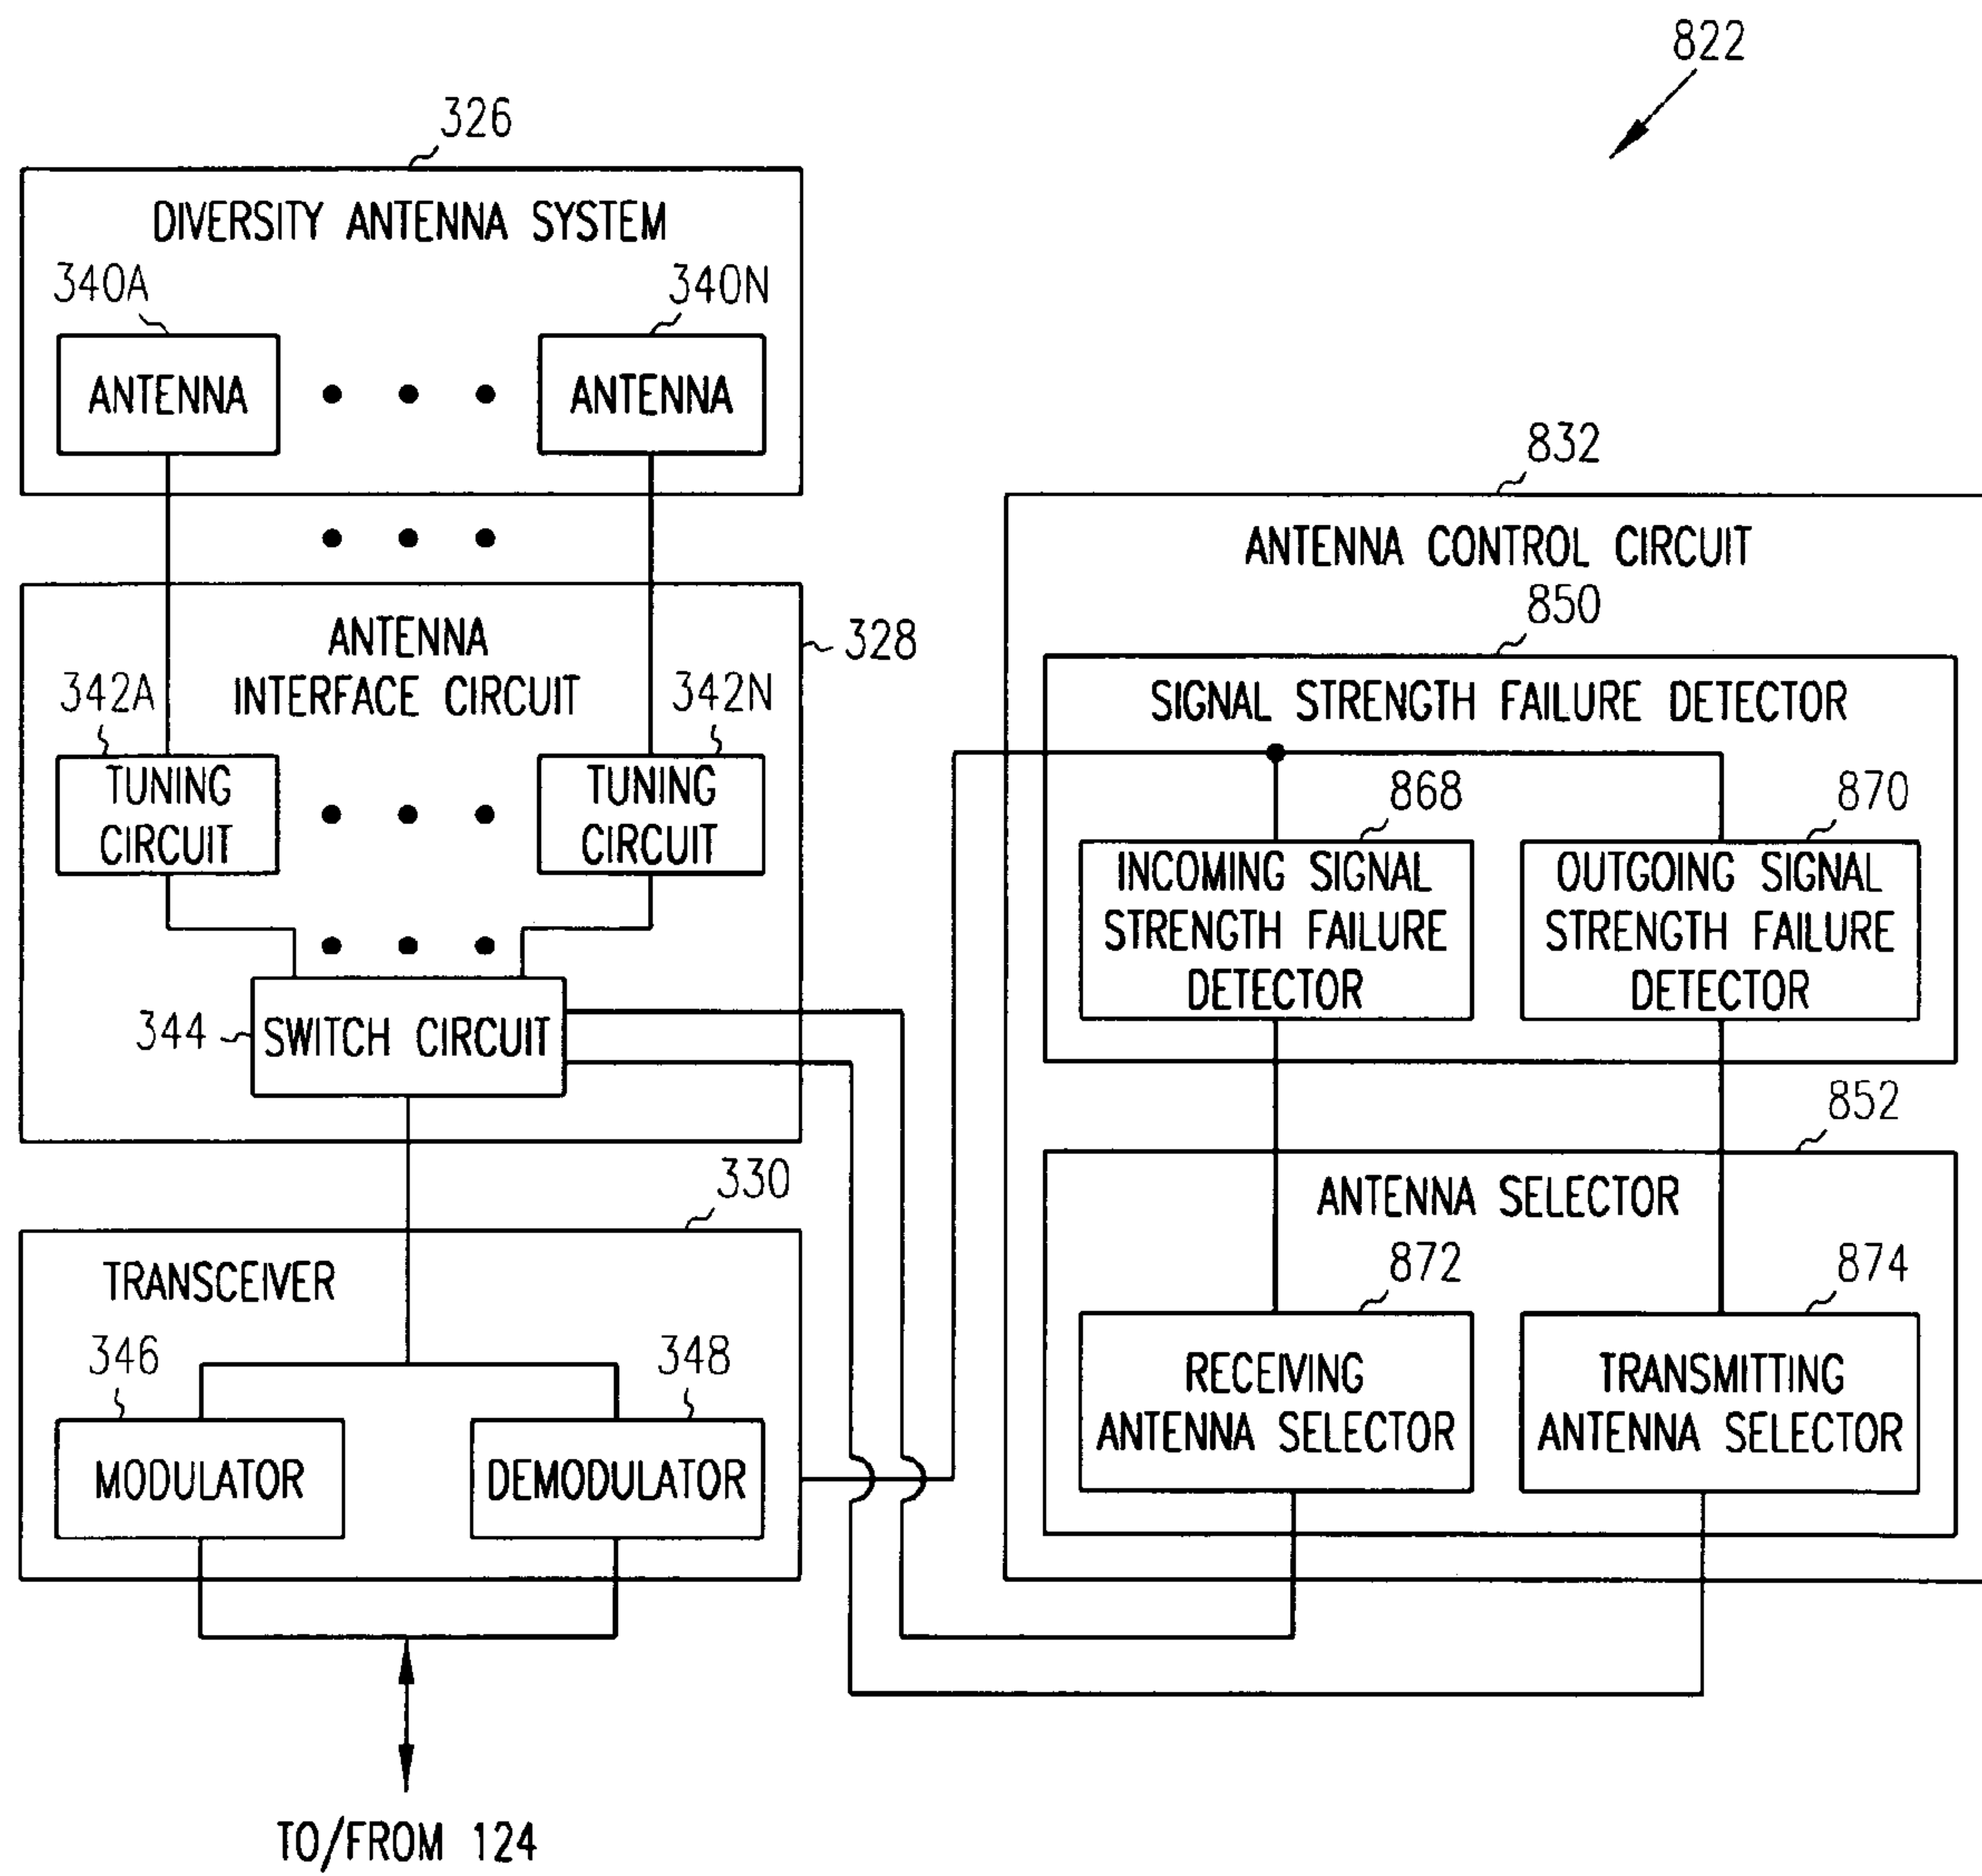 822
326
DIVERSITY ANTENNA SYSTEM
340A
340N
ANTENNA
ANTENNA
832
ANTENNA CONTROL CIRCUIT
ANTENNA
INTERFACE CIRCUIT
328
342A
342N
TUNING
CIRCUIT
TUNING
CIRCUIT
344
SWITCH CIRCUIT
850
SIGNAL STRENGTH FAILURE DETECTOR
868
870
INCOMING SIGNAL
STRENGTH FAILURE
DETECTOR
OUTGOING SIGNAL
STRENGTH FAILURE
DETECTOR
852
ANTENNA SELECTOR
872
874
RECEIVING
ANTENNA SELECTOR
TRANSMITTING
ANTENNA SELECTOR
330
TRANSCEIVER
346
348
MODULATOR
DEMODULATOR
TO/FROM 124